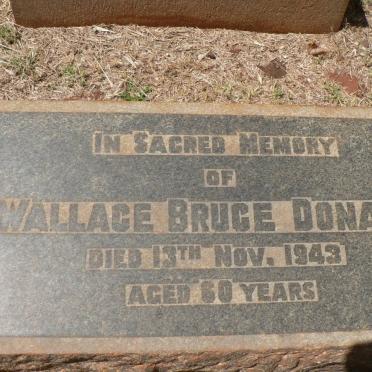 IN SACRED MEMORY
OF
WALLACE BRUCE DONA
DIED 13TH NOV. 1943
AGED 60 YEARS